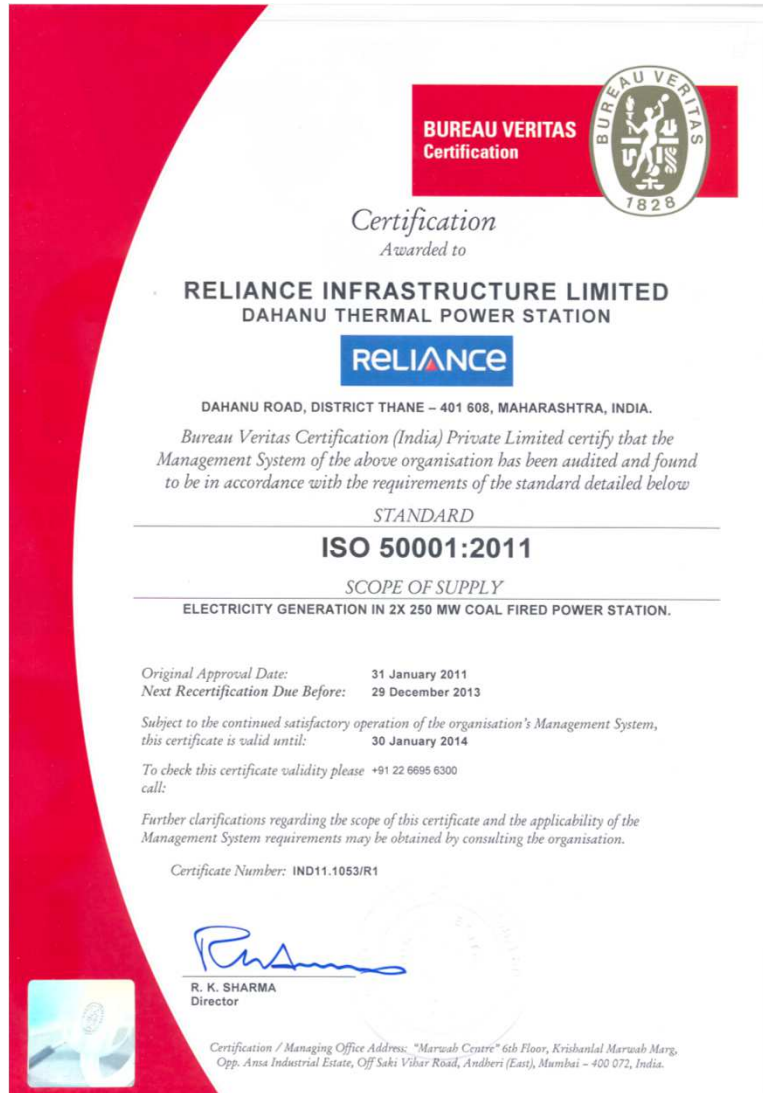 BUREAU VERITAS
Certification
BUREAU VERITAS
1828
Certification
Awarded to
RELIANCE INFRASTRUCTURE LIMITED
DAHANU THERMAL POWER STATION
RELIANCE
DAHANU ROAD, DISTRICT THANE – 401 608, MAHARASHTRA, INDIA.
Bureau Veritas Certification (India) Private Limited certify that the
Management System of the above organisation has been audited and found
to be in accordance with the requirements of the standard detailed below
STANDARD
ISO 50001:2011
SCOPE OF SUPPLY
ELECTRICITY GENERATION IN 2X 250 MW COAL FIRED POWER STATION.
Original Approval Date: 31 January 2011
Next Recertification Due Before: 29 December 2013
Subject to the continued satisfactory operation of the organisation's Management System,
this certificate is valid until: 30 January 2014
To check this certificate validity please +91 22 6695 6300
call:
Further clarifications regarding the scope of this certificate and the applicability of the
Management System requirements may be obtained by consulting the organisation.
Certificate Number: IND11.1053/R1
R. K. SHARMA
Director
Certification / Managing Office Address: "Marwah Centre" 6th Floor, Krishanlal Marwah Marg,
Opp. Ansa Industrial Estate, Off Saki Vihar Road, Andheri (East), Mumbai – 400 072, India.